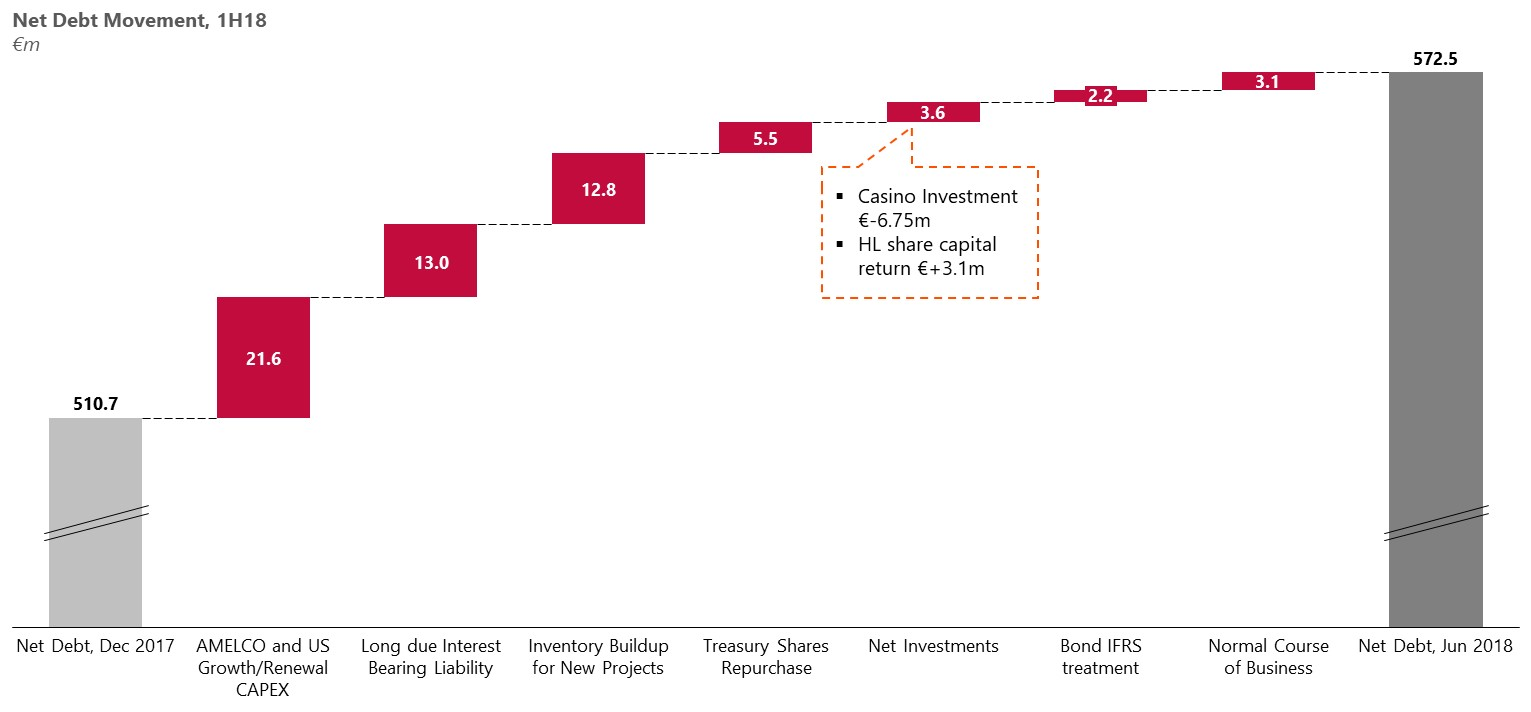 Net Debt Movement, 1H18
€m
572.5
3.1
2.2
3.6
5.5
12.8
13.0
21.6
510.7
▪ Casino Investment
€-6.75m
▪ HL share capital
return €+3.1m
Net Debt, Dec 2017
AMELCO and US
Growth/Renewal
CAPEX
Long due Interest
Bearing Liability
Inventory Buildup
for New Projects
Treasury Shares
Repurchase
Net Investments
Bond IFRS
treatment
Normal Course
of Business
Net Debt, Jun 2018